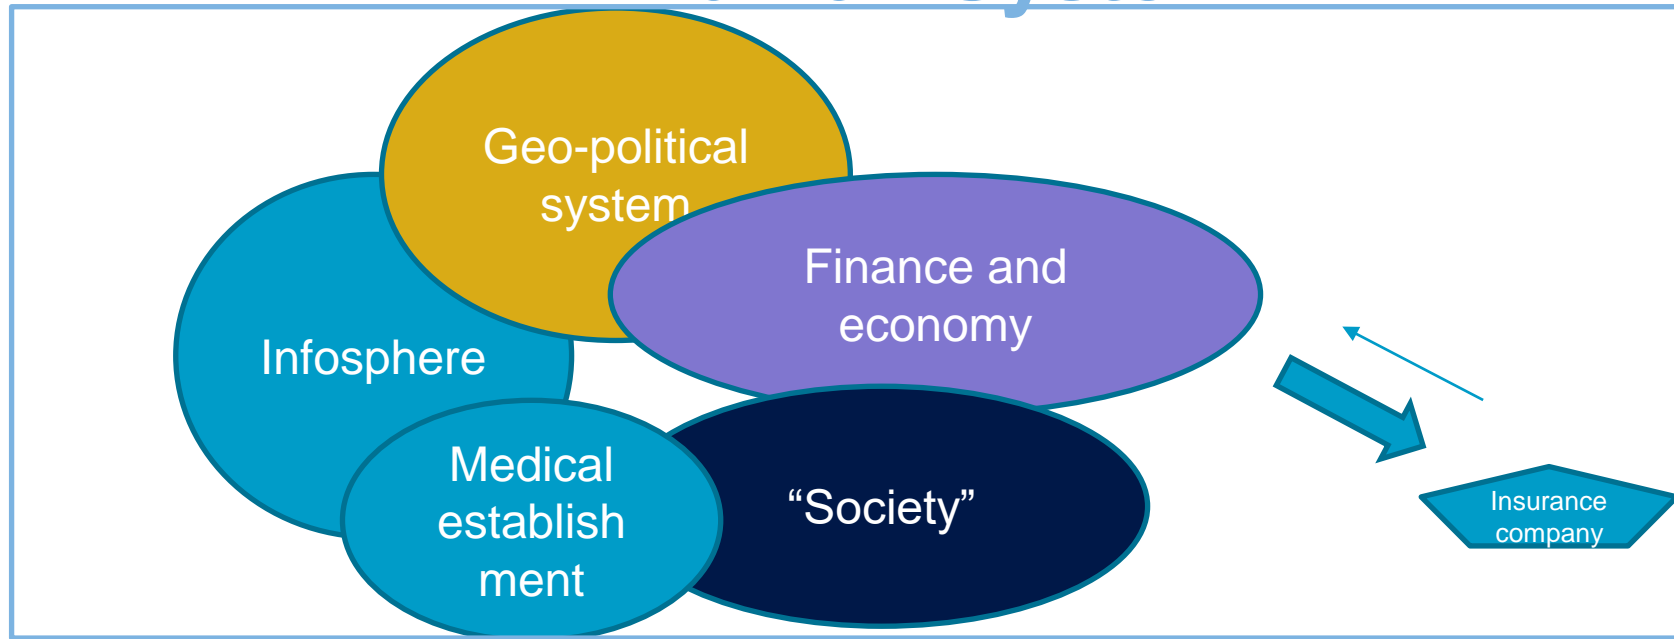 Geo-political
system
Finance and
economy
Infosphere
Medical
establish
ment
“Society”
Insurance
company